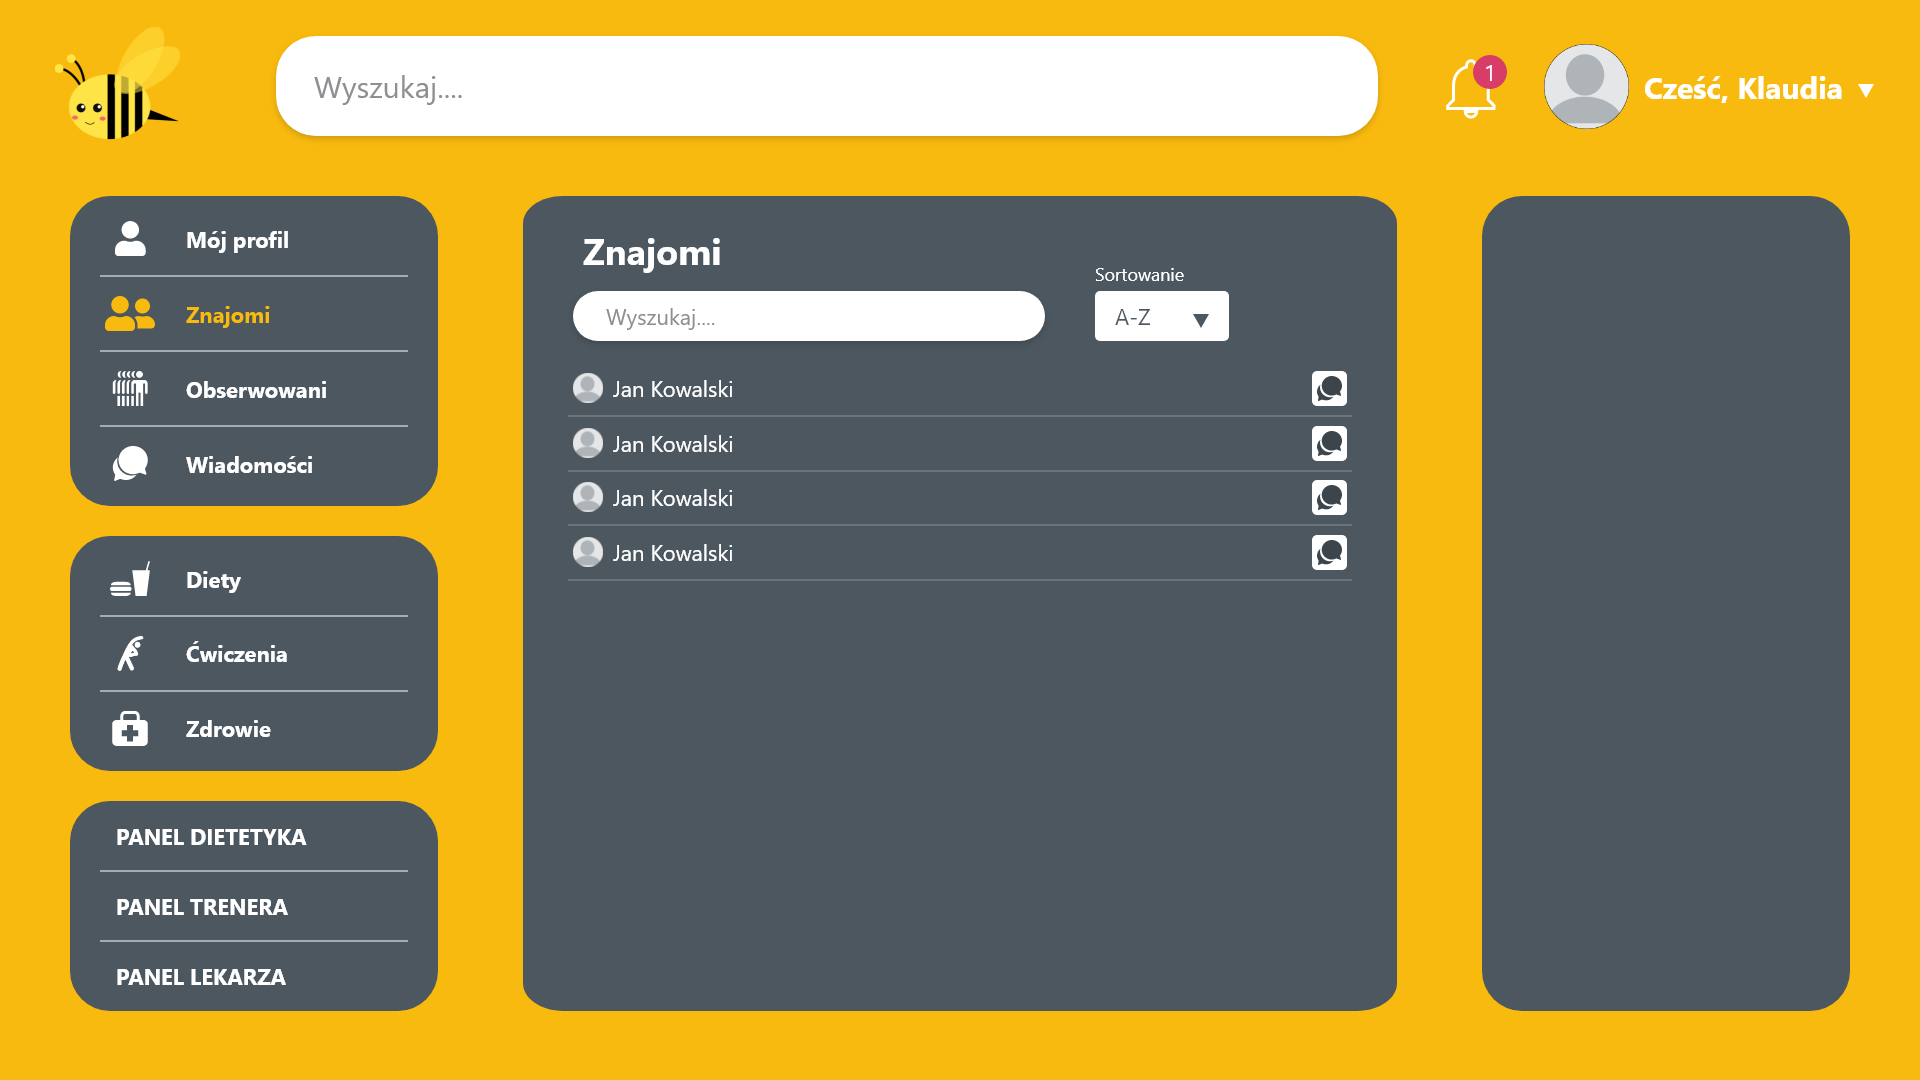 Wyszukaj....
1
Cześć, Klaudia
Mój profil
Znajomi
Obserwowani
Wiadomości
Diety
Ćwiczenia
Zdrowie
PANEL DIETETYKA
PANEL TRENERA
PANEL LEKARZA
Znajomi
Sortowanie
Wyszukaj....
A-Z
Jan Kowalski
Jan Kowalski
Jan Kowalski
Jan Kowalski